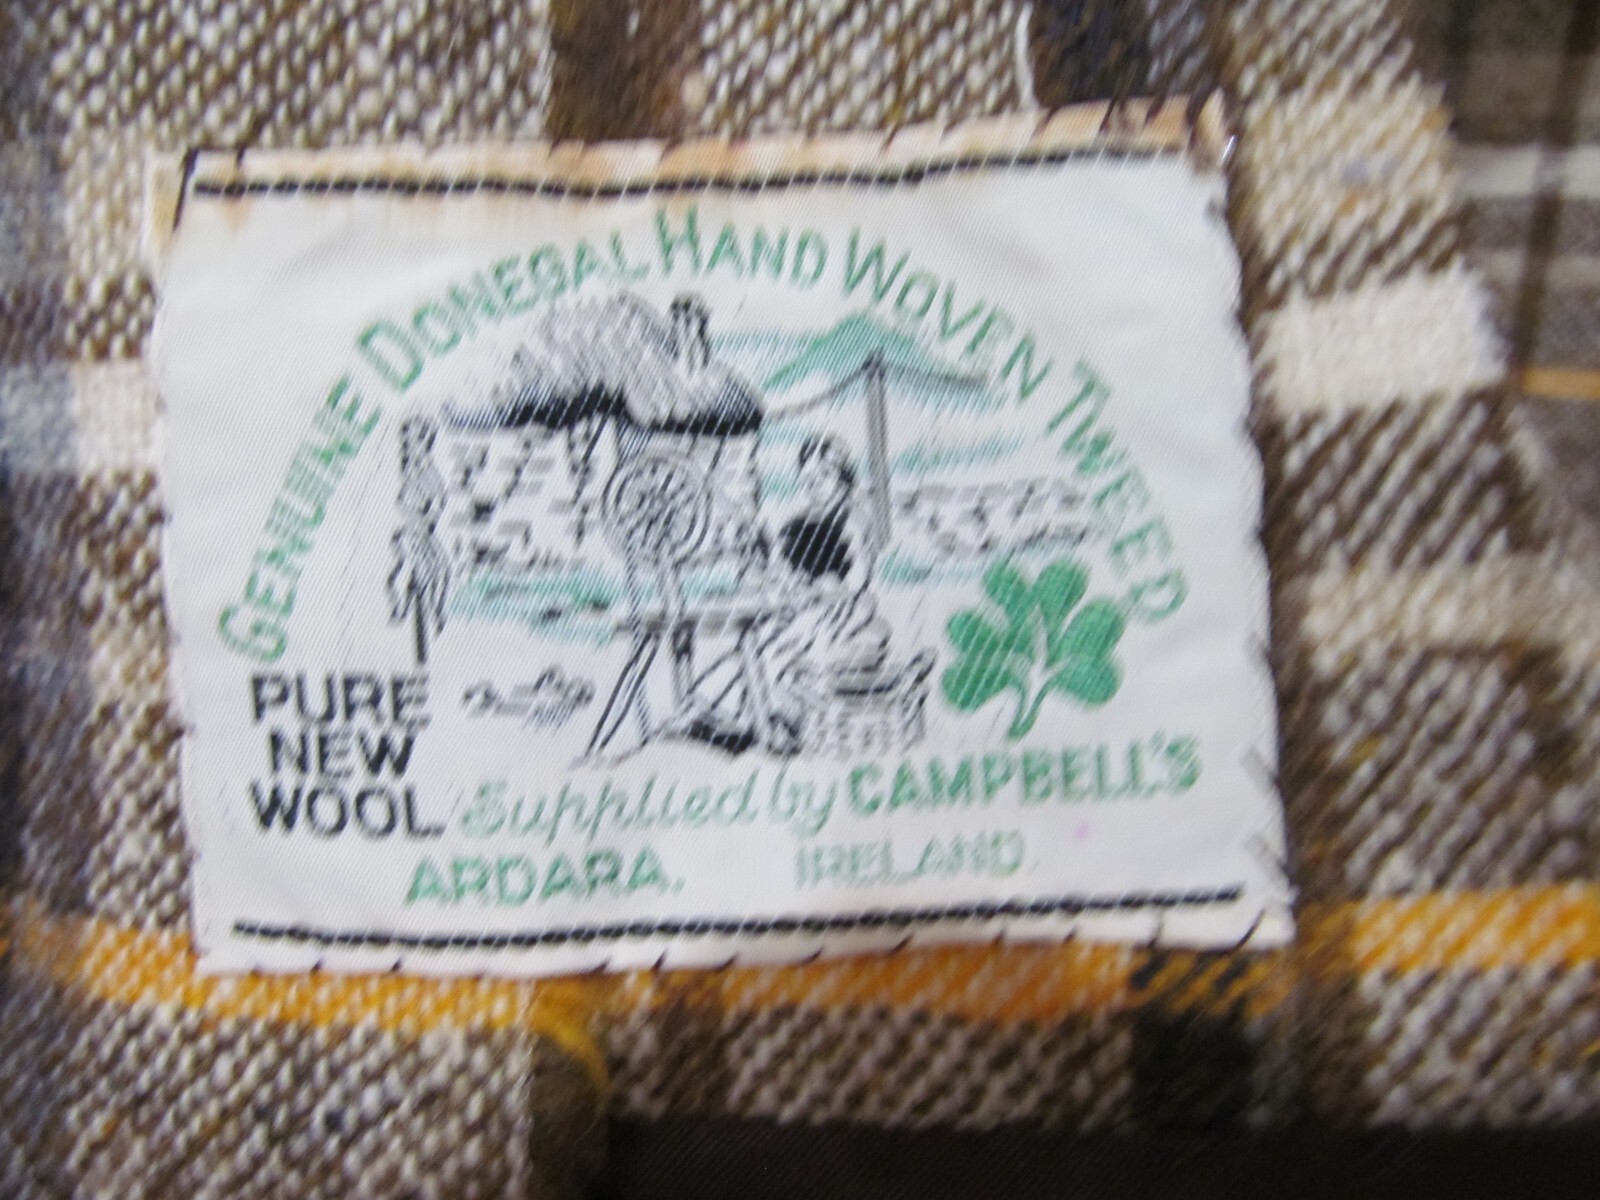 GENUINE DONEGAL HAND WOVEN TWEED
PURE
NEW
WOOL
Supplied by CAMPBELL'S
ARDARA. IRELAND.